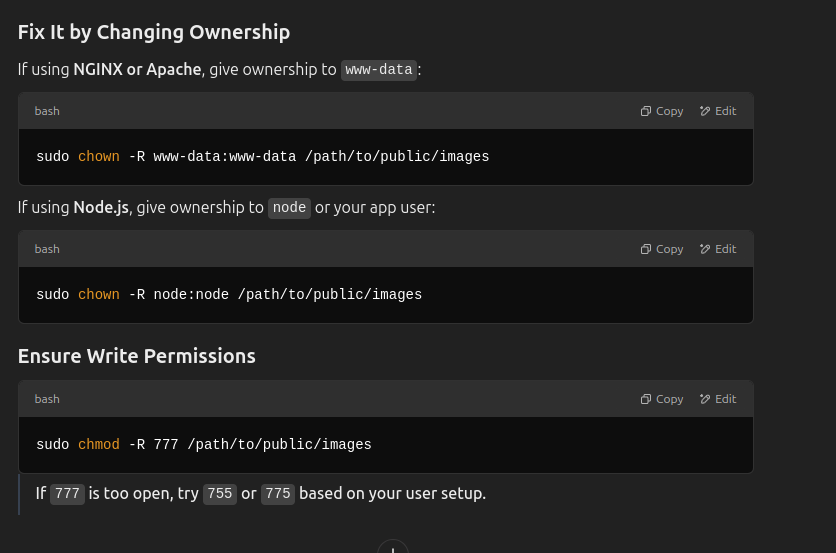 Fix It by Changing Ownership
If using NGINX or Apache, give ownership to www-data:
bash Copy Edit
sudo chown -R www-data:www-data /path/to/public/images
If using Node.js, give ownership to node or your app user:
bash Copy Edit
sudo chown -R node:node /path/to/public/images
Ensure Write Permissions
bash Copy Edit
sudo chmod -R 777 /path/to/public/images
If 777 is too open, try 755 or 775 based on your user setup.